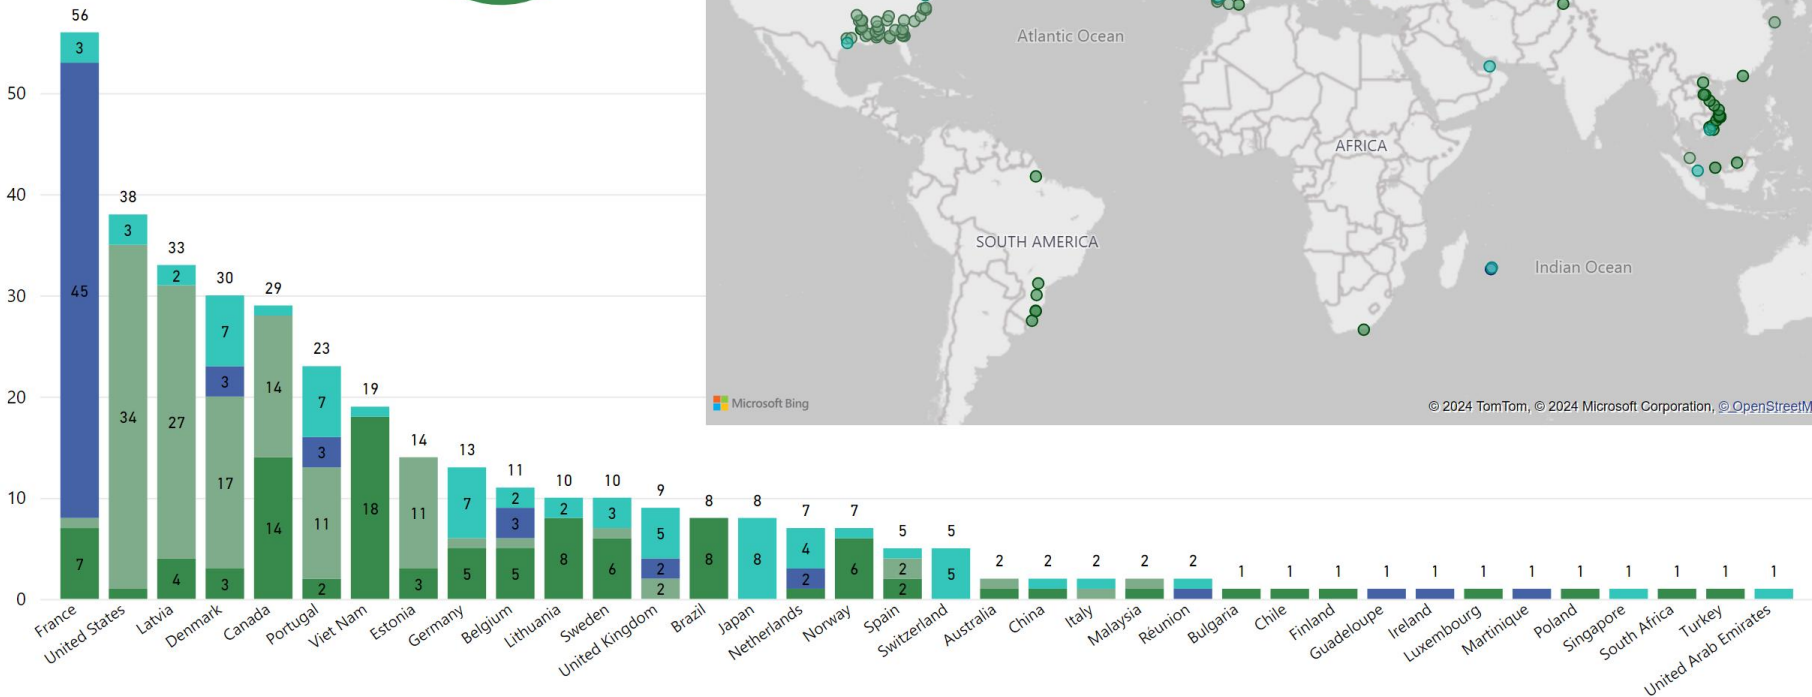 56
3
45
7
50
40
30
20
10
0
38
3
34
33
2
27
4
30
7
3
17
3
29
14
14
23
7
3
11
2
19
18
14
11
3
13
7
5
11
2
3
5
10
2
8
10
3
6
9
5
2
2
8
8
8
8
7
4
2
7
6
5
2
2
5
5
2
2
2
2
2
1
1
1
1
1
1
1
1
1
1
1
1
France
United States
Latvia
Denmark
Canada
Portugal
Viet Nam
Estonia
Germany
Belgium
Lithuania
Sweden
United Kingdom
Brazil
Japan
Netherlands
Norway
Spain
Switzerland
Australia
China
Italy
Malaysia
Réunion
Bulgaria
Chile
Finland
Guadeloupe
Ireland
Luxembourg
Martinique
Poland
Singapore
South Africa
Turkey
United Arab Emirates
Atlantic Ocean
AFRICA
SOUTH AMERICA
Indian Ocean
Microsoft Bing
© 2024 TomTom, © 2024 Microsoft Corporation, © OpenStreetM